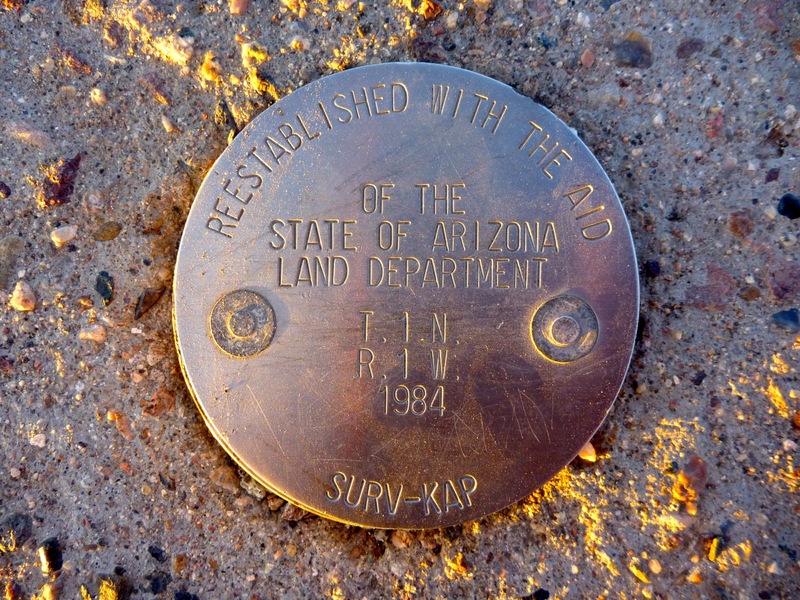 REESTABLISHED WITH THE AID
OF THE
STATE OF ARIZONA
LAND DEPARTMENT
T. 1.N.
R. 1 W.
1984
SURV-KAP